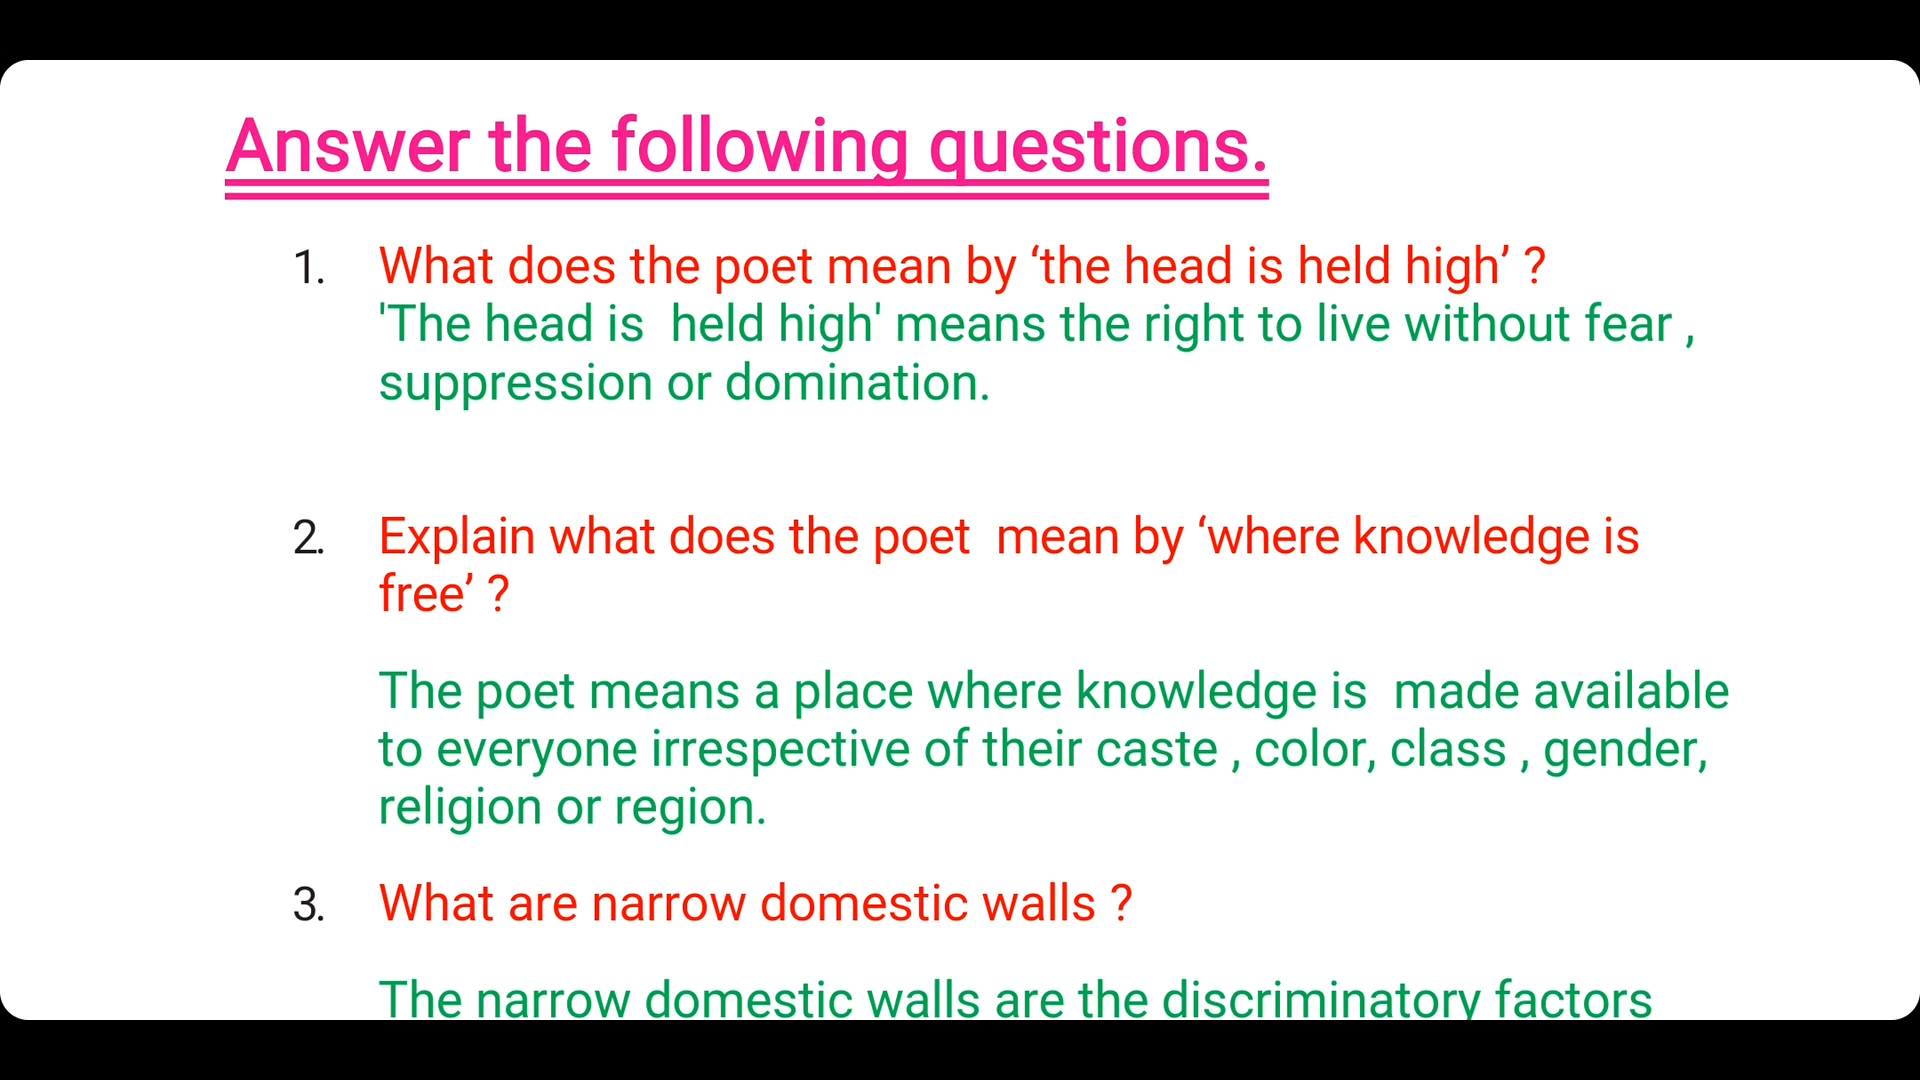 Answer the following questions.
1. What does the poet mean by ‘the head is held high’ ?
'The head is  held high' means the right to live without fear ,
suppression or domination.
2. Explain what does the poet  mean by ‘where knowledge is
free’ ?
The poet means a place where knowledge is  made available
to everyone irrespective of their caste , color, class , gender,
religion or region.
3. What are narrow domestic walls ?
The narrow domestic walls are the discriminatory factors